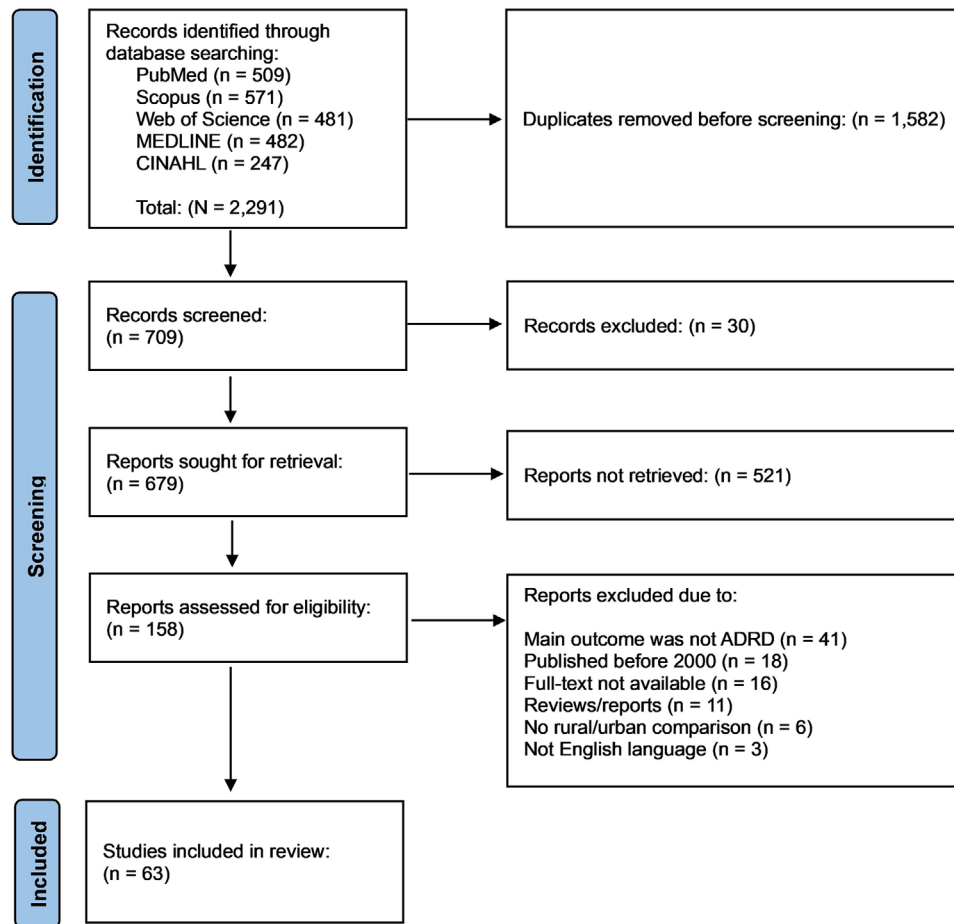 Identification
Records identified through
database searching:
PubMed (n = 509)
Scopus (n = 571)
Web of Science (n = 481)
MEDLINE (n = 482)
CINAHL (n = 247)
Total: (N = 2,291)
Duplicates removed before screening: (n = 1,582)
Screening
Records screened:
(n = 709)
Records excluded: (n = 30)
Reports sought for retrieval:
(n = 679)
Reports not retrieved: (n = 521)
Reports assessed for eligibility:
(n = 158)
Reports excluded due to:
Main outcome was not ADRD (n = 41)
Published before 2000 (n = 18)
Full-text not available (n = 16)
Reviews/reports (n = 11)
No rural/urban comparison (n = 6)
Not English language (n = 3)
Included
Studies included in review:
(n = 63)